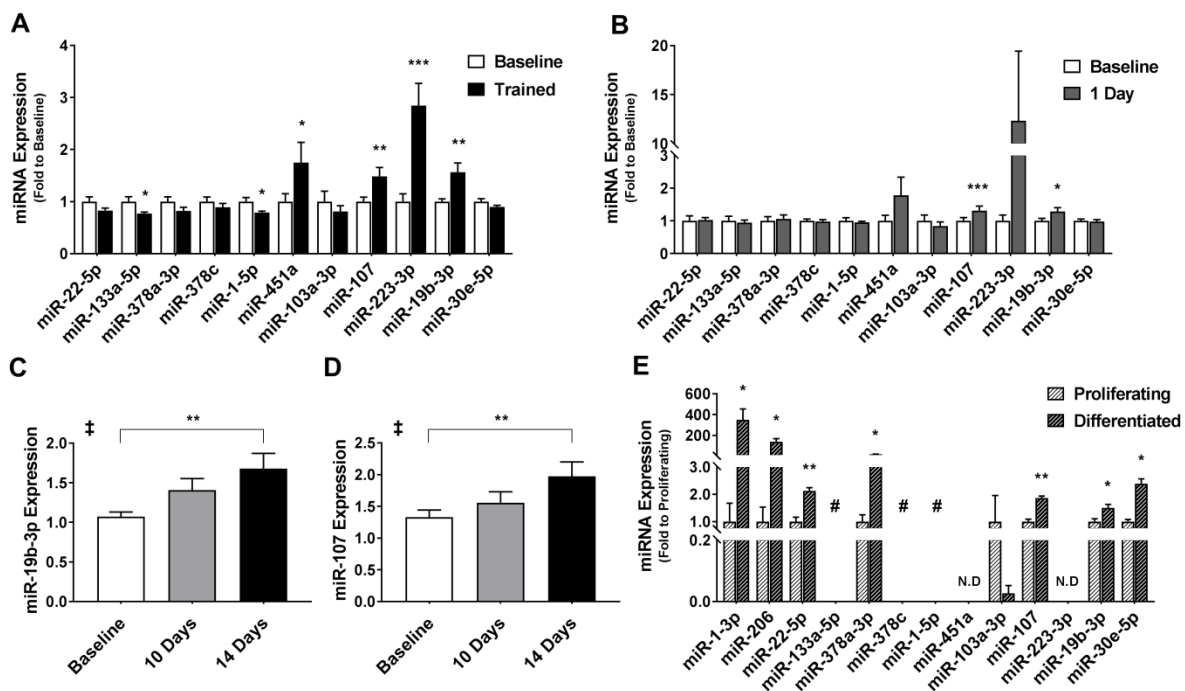 A
miRNA Expression
(Fold to Baseline)
4
3
2
1
0
Baseline
Trained
*
*
*
**
***
**
miR-22-5p
miR-133a-5p
miR-378a-3p
miR-378c
miR-1-5p
miR-451a
miR-103a-3p
miR-107
miR-223-3p
miR-19b-3p
miR-30e-5p
B
miRNA Expression
(Fold to Baseline)
20
15
10
3
2
1
0
Baseline
1 Day
***
*
miR-22-5p
miR-133a-5p
miR-378a-3p
miR-378c
miR-1-5p
miR-451a
miR-103a-3p
miR-107
miR-223-3p
miR-19b-3p
miR-30e-5p
C
miR-19b-3p Expression
2.0
1.5
1.0
0.5
0.0
‡
**
Baseline
10 Days
14 Days
D
miR-107 Expression
2.5
2.0
1.5
1.0
0.5
0.0
‡
**
Baseline
10 Days
14 Days
E
miRNA Expression
(Fold to Proliferating)
600
400
200
3.0
2.0
1.0
0.2
0.0
Proliferating
Differentiated
*
*
**
#
*
#
#
N.D
**
N.D
*
*
miR-1-3p
miR-206
miR-22-5p
miR-133a-5p
miR-378a-3p
miR-378c
miR-1-5p
miR-451a
miR-103a-3p
miR-107
miR-223-3p
miR-19b-3p
miR-30e-5p